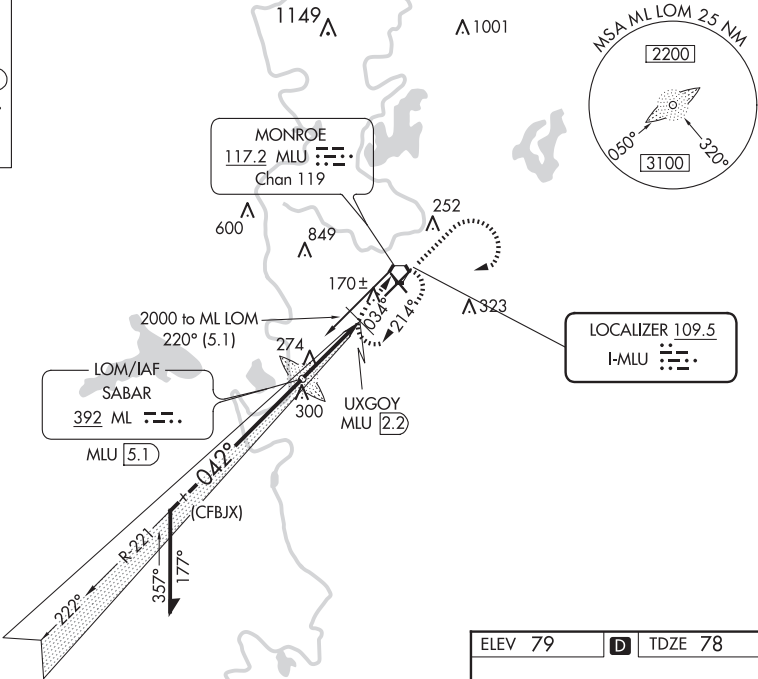 1149
1001
MSA ML LOM 25 NM
2200
050°
320°
3100
MONROE
117.2 MLU
Chan 119
600
849
252
170±
034°
214°
323
2000 to ML LOM
220° (5.1)
274
LOCALIZER 109.5
I-MLU
LOM/IAF
SABAR
392 ML
MLU 5.1
300
UXGOY
MLU 2.2
042°
(CFBJX)
R-221
222°
357°
177°
ELEV 79
D
TDZE 78